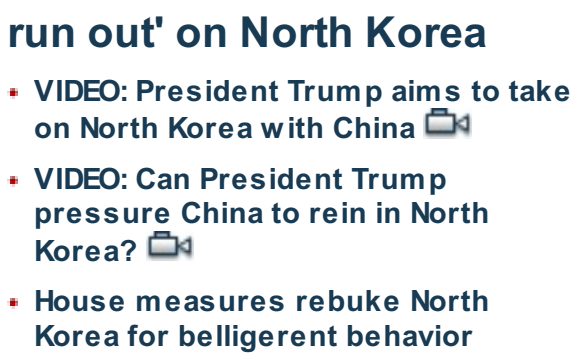 run out' on North Korea
VIDEO: President Trump aims to take
on North Korea with China
VIDEO: Can President Trump
pressure China to rein in North
Korea?
House measures rebuke North
Korea for belligerent behavior